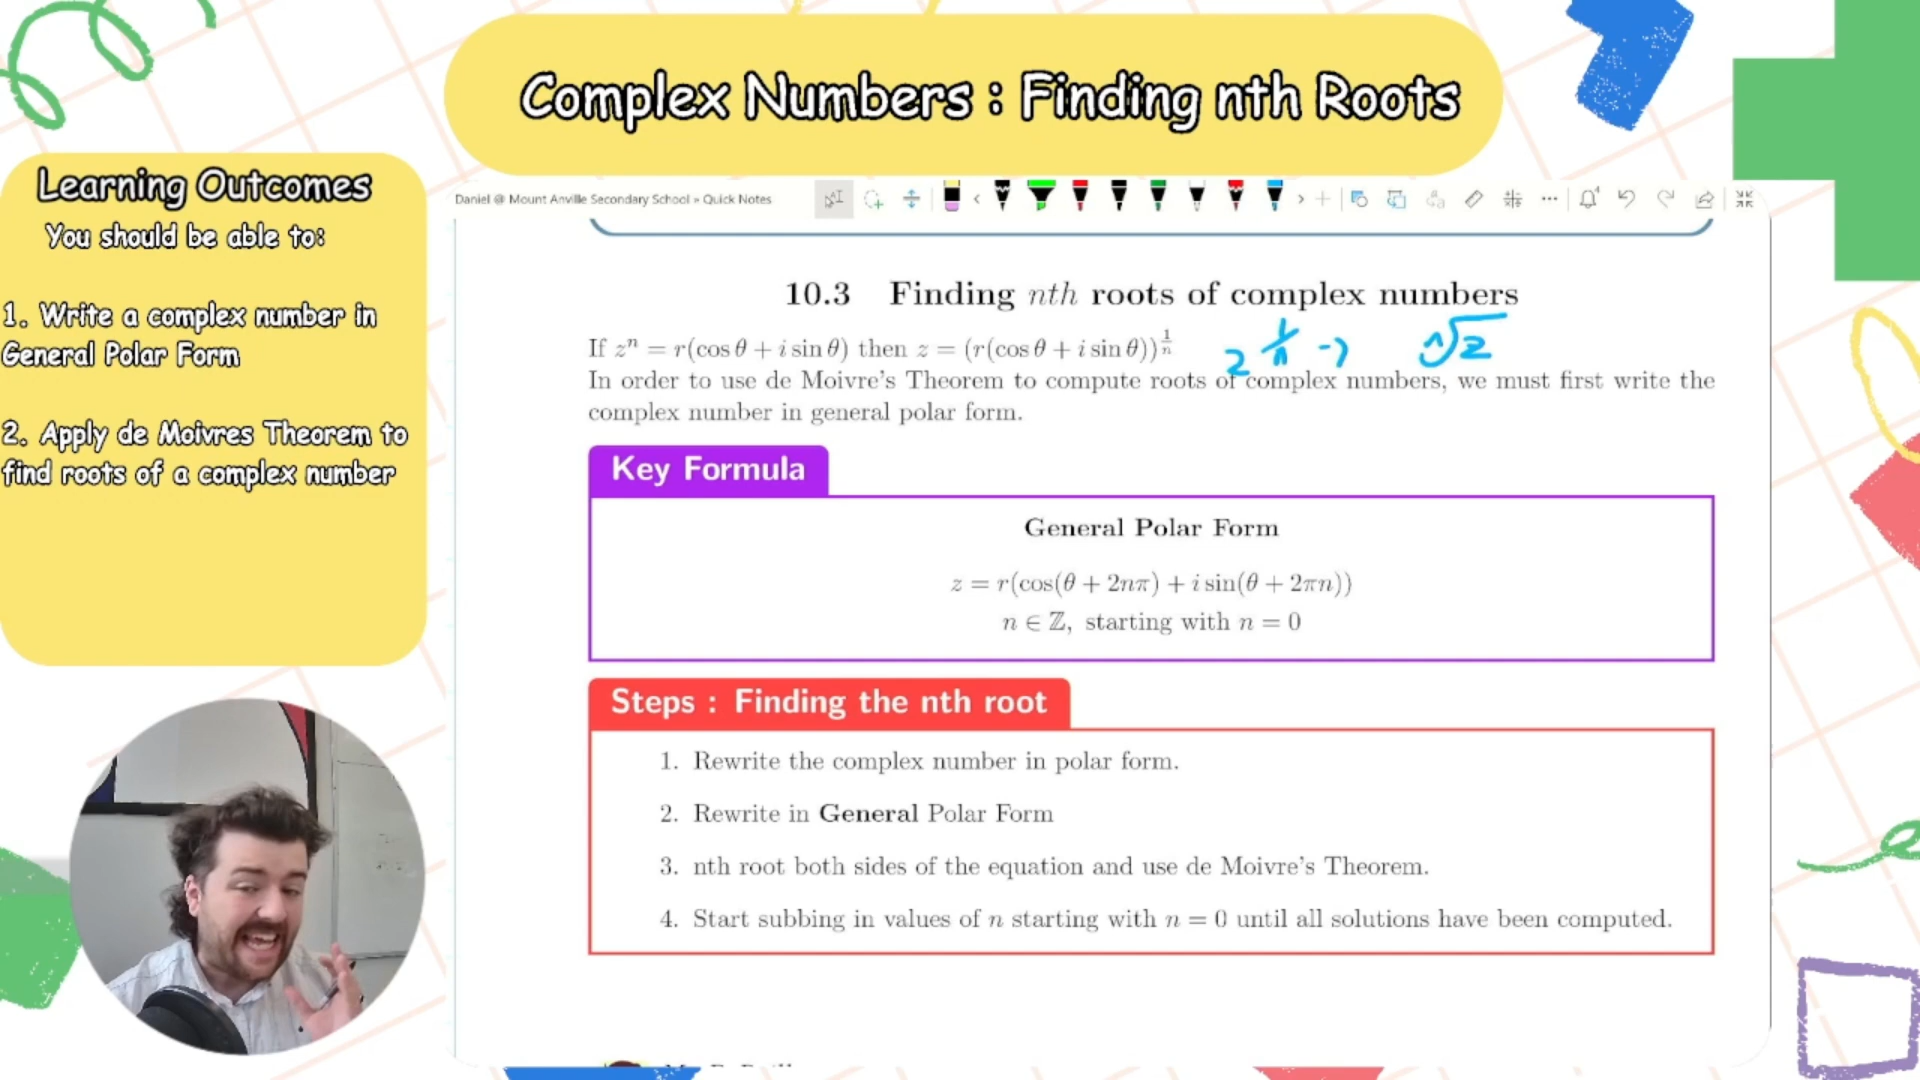 Complex Numbers : Finding nth Roots
Learning Outcomes
You should be able to:
1. Write a complex number in
General Polar Form
2. Apply de Moivres Theorem to
find roots of a complex number
Daniel @ Mount Anville Secondary School » Quick Notes
10.3 Finding nth roots of complex numbers
If zⁿ = r(cos θ + i sin θ) then z = (r(cos θ + i sin θ))^{1/n} 2^{1/n} → ⁿ√2
In order to use de Moivre's Theorem to compute roots of complex numbers, we must first write the
complex number in general polar form.
Key Formula
General Polar Form
z = r(cos(θ + 2nπ) + i sin(θ + 2πn))
n ∈ ℤ, starting with n = 0
Steps : Finding the nth root
1. Rewrite the complex number in polar form.
2. Rewrite in General Polar Form
3. nth root both sides of the equation and use de Moivre's Theorem.
4. Start subbing in values of n starting with n = 0 until all solutions have been computed.